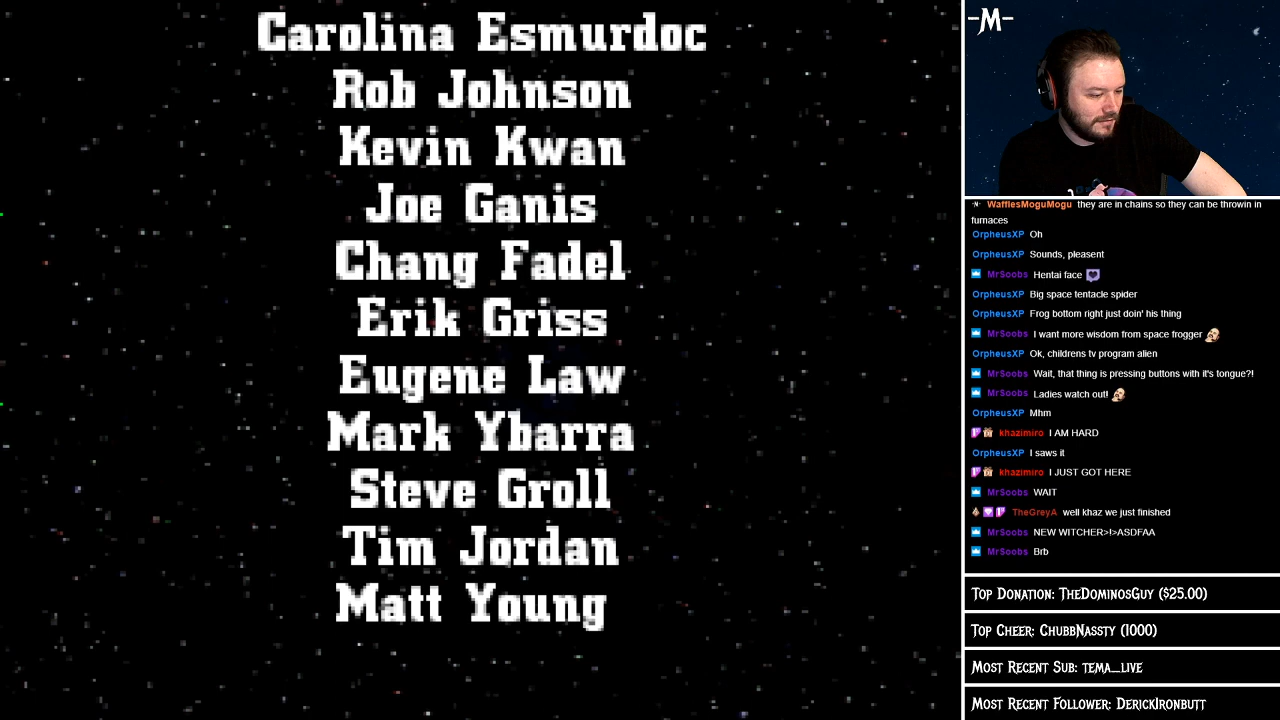 Carolina Esmurdoc
Rob Johnson
Kevin Kwan
Joe Ganis
Chang Fadel
Erik Griss
Eugene Law
Mark Ybarra
Steve Groll
Tim Jordan
Matt Young
-M-
WafflesMoguMogu they are in chains so they can be throwin in
furnaces
OrpheusXP Oh
OrpheusXP Sounds, pleasent
MrSoobs Hentai face
OrpheusXP Big space tentacle spider
OrpheusXP Frog bottom right just doin' his thing
MrSoobs I want more wisdom from space frogger
OrpheusXP Ok, childrens tv program alien
MrSoobs Wait, that thing is pressing buttons with it's tongue?!
MrSoobs Ladies watch out!
OrpheusXP Mhm
khazimiro I AM HARD
OrpheusXP I saws it
khazimiro I JUST GOT HERE
MrSoobs WAIT
TheGreyA well khaz we just finished
MrSoobs NEW WITCHER>!>ASDFAA
MrSoobs Brb
Top Donation: TheDominosGuy ($25.00)
Top Cheer: ChubbNassty (1000)
Most Recent Sub: tema_live
Most Recent Follower: DerickIronbutt